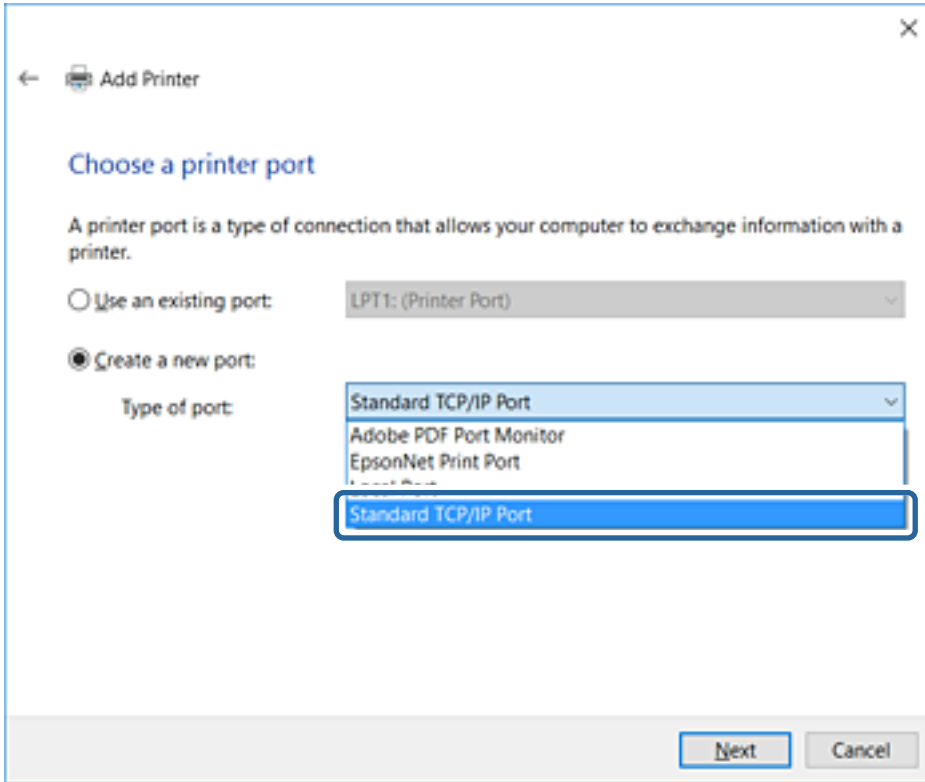 Add Printer
Choose a printer port
A printer port is a type of connection that allows your computer to exchange information with a
printer.
Use an existing port:
LPT1: (Printer Port)
Create a new port:
Type of port:
Standard TCP/IP Port
Adobe PDF Port Monitor
EpsonNet Print Port
Local Port
Standard TCP/IP Port
Next
Cancel